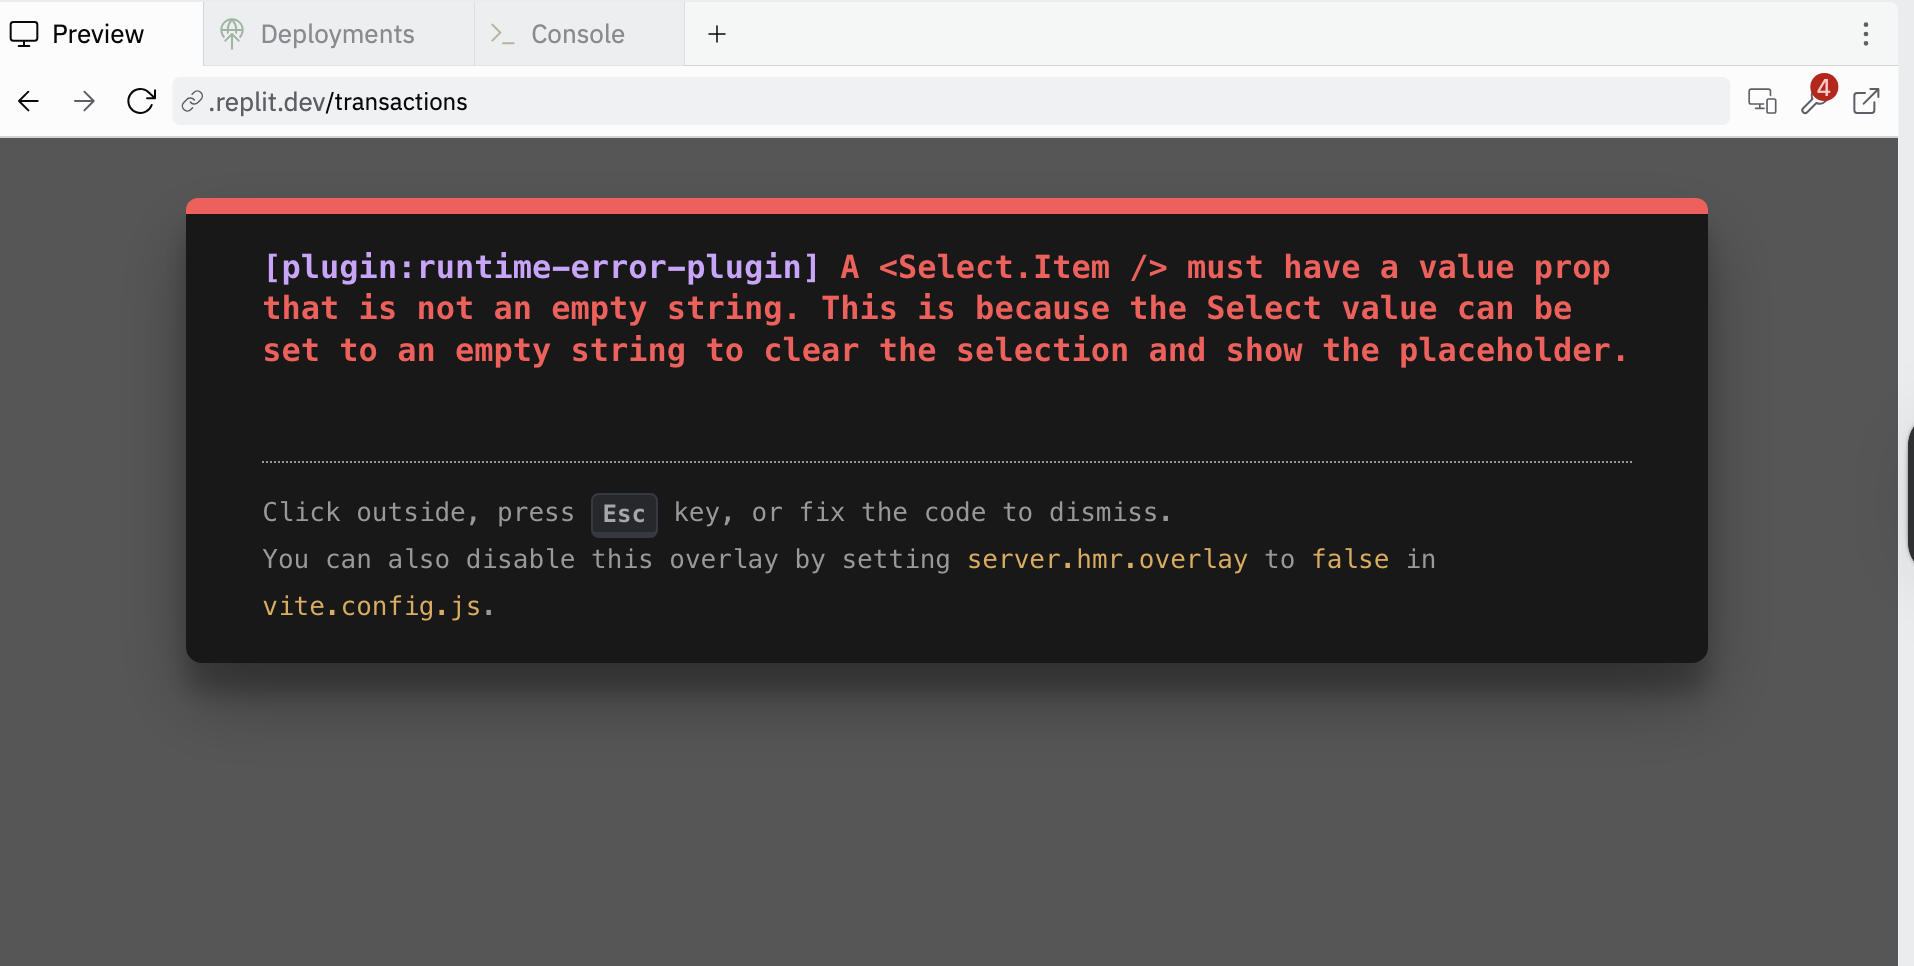 Preview
Deployments
Console
.replit.dev/transactions
4
[plugin:runtime-error-plugin] A <Select.Item /> must have a value prop
that is not an empty string. This is because the Select value can be
set to an empty string to clear the selection and show the placeholder.
Click outside, press Esc key, or fix the code to dismiss.
You can also disable this overlay by setting server.hmr.overlay to false in
vite.config.js.